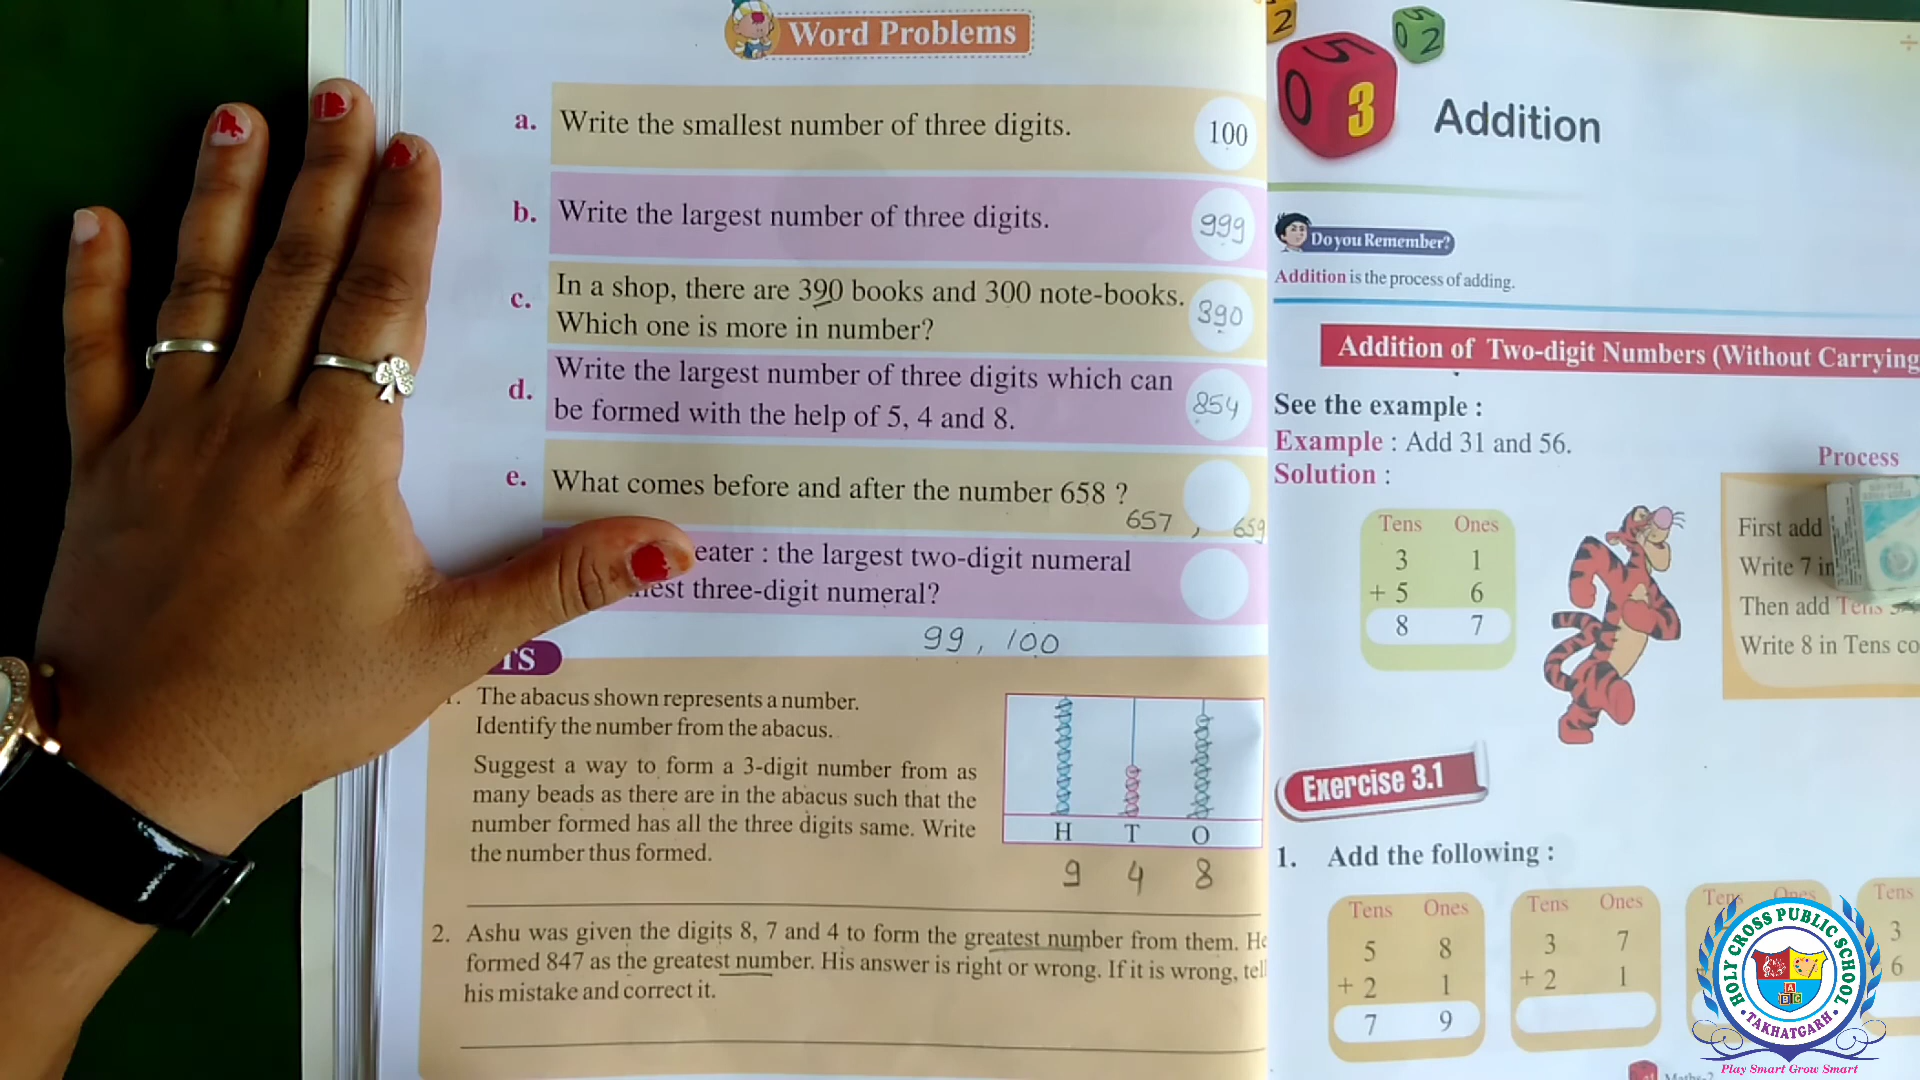 Word Problems
a. Write the smallest number of three digits. 100
b. Write the largest number of three digits. 999
c. In a shop, there are 390 books and 300 note-books.
Which one is more in number? 390
d. Write the largest number of three digits which can
be formed with the help of 5, 4 and 8. 854
e. What comes before and after the number 658 ?
657 , 659
eater : the largest two-digit numeral
three-digit numeral?
99 , 100
TS
The abacus shown represents a number.
Identify the number from the abacus.
Suggest a way to form a 3-digit number from as
many beads as there are in the abacus such that the
number formed has all the three digits same. Write
the number thus formed.
H T O
9 4 8
2. Ashu was given the digits 8, 7 and 4 to form the greatest number from them. He
formed 847 as the greatest number. His answer is right or wrong. If it is wrong, tell
his mistake and correct it.
2
5 0 2
0 3
Addition
Do you Remember?
Addition is the process of adding.
Addition of Two-digit Numbers (Without Carrying
See the example :
Example : Add 31 and 56.
Solution :
Tens Ones
3 1
+ 5 6
8 7
Process
First add
Write 7 in
Then add Tens
Write 8 in Tens co
Exercise 3.1
1. Add the following :
Tens Ones
5 8
+ 2 1
7 9
Tens Ones
3 7
+ 2 1
Tens Ones
Tens
3
6
HOLY CROSS PUBLIC SCHOOL
TAKHATGARH
A B C
Play Smart Grow Smart
Maths-2